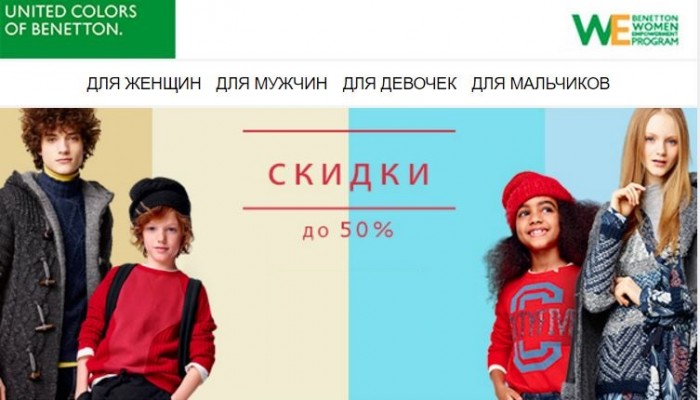 UNITED COLORS
OF BENETTON.
WE BENETTON
WOMEN
EMPOWERMENT
PROGRAM
ДЛЯ ЖЕНЩИН ДЛЯ МУЖЧИН ДЛЯ ДЕВОЧЕК ДЛЯ МАЛЬЧИКОВ
СКИДКИ
до 50%
C